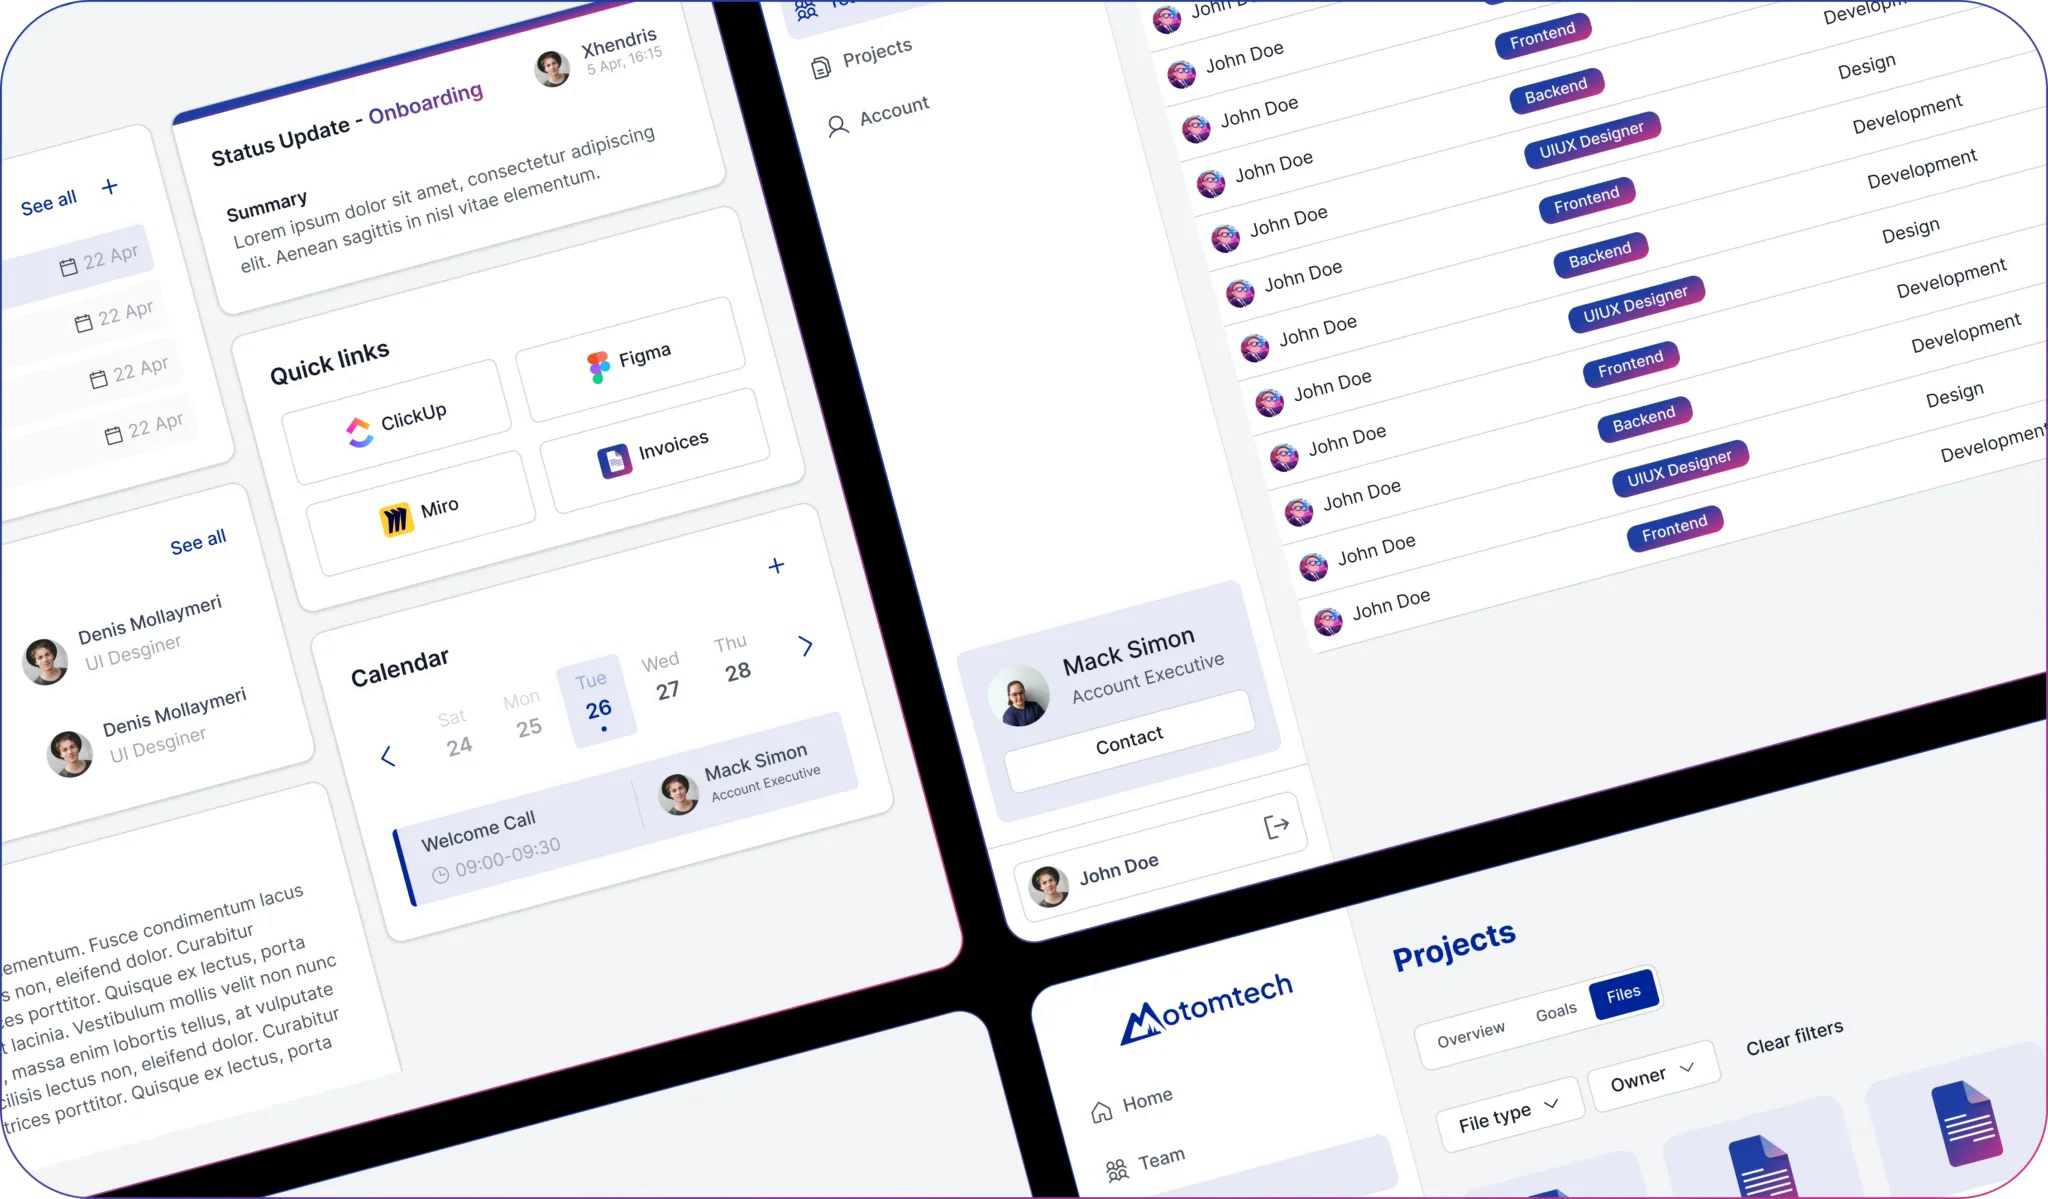 See all
22 Apr
22 Apr
22 Apr
22 Apr
See all
Denis Mollaymeri
UI Desginer
Denis Mollaymeri
UI Desginer
ementum. Fusce condimentum lacus
s non, eleifend dolor. Curabitur
porttitor. Quisque ex lectus, porta
t lacinia. Vestibulum mollis velit non nunc
, massa enim lobortis tellus, at vulputate
lectus non, eleifend dolor. Curabitur
porttitor. Quisque ex lectus, porta
Status Update - Onboarding
Xhendris
5 Apr, 16:15
Summary
Lorem ipsum dolor sit amet, consectetur adipiscing
elit. Aenean sagittis in nisl vitae elementum.
Quick links
ClickUp
Figma
Miro
Invoices
Calendar
Sat
24
Mon
25
Tue
26
Wed
27
Thu
28
Welcome Call
09:00-09:30
Mack Simon
Account Executive
Projects
Account
Mack Simon
Account Executive
Contact
John Doe
John
John Doe Frontend
John Doe Backend Design
John Doe UIUX Designer Development
John Doe Frontend Development
John Doe Backend Design
John Doe UIUX Designer Development
John Doe Frontend Development
John Doe Backend Design
John Doe UIUX Designer Development
John Doe Frontend
John Doe
Motomtech
Home
Team
Projects
Overview
Goals
Files
File type
Owner
Clear filters